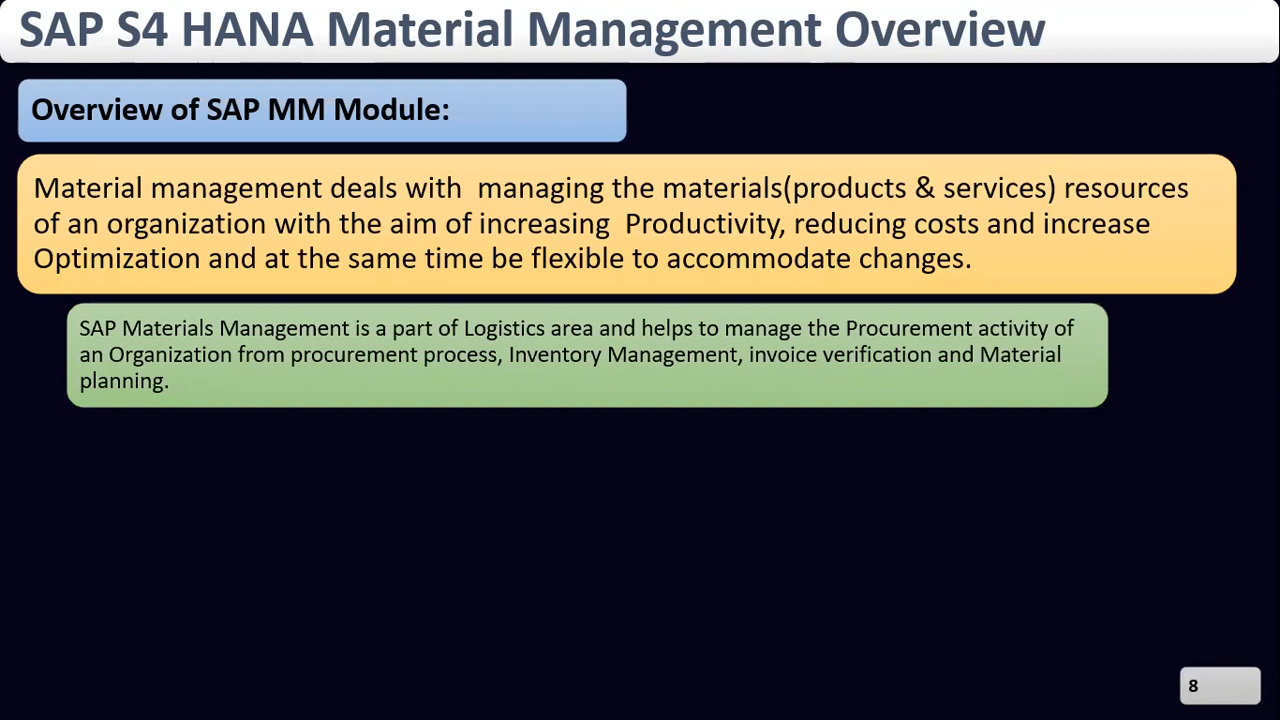 SAP S4 HANA Material Management Overview
Overview of SAP MM Module:
Material management deals with  managing the materials(products & services) resources
of an organization with the aim of increasing  Productivity, reducing costs and increase
Optimization and at the same time be flexible to accommodate changes.
SAP Materials Management is a part of Logistics area and helps to manage the Procurement activity of
an Organization from procurement process, Inventory Management, invoice verification and Material
planning.
8